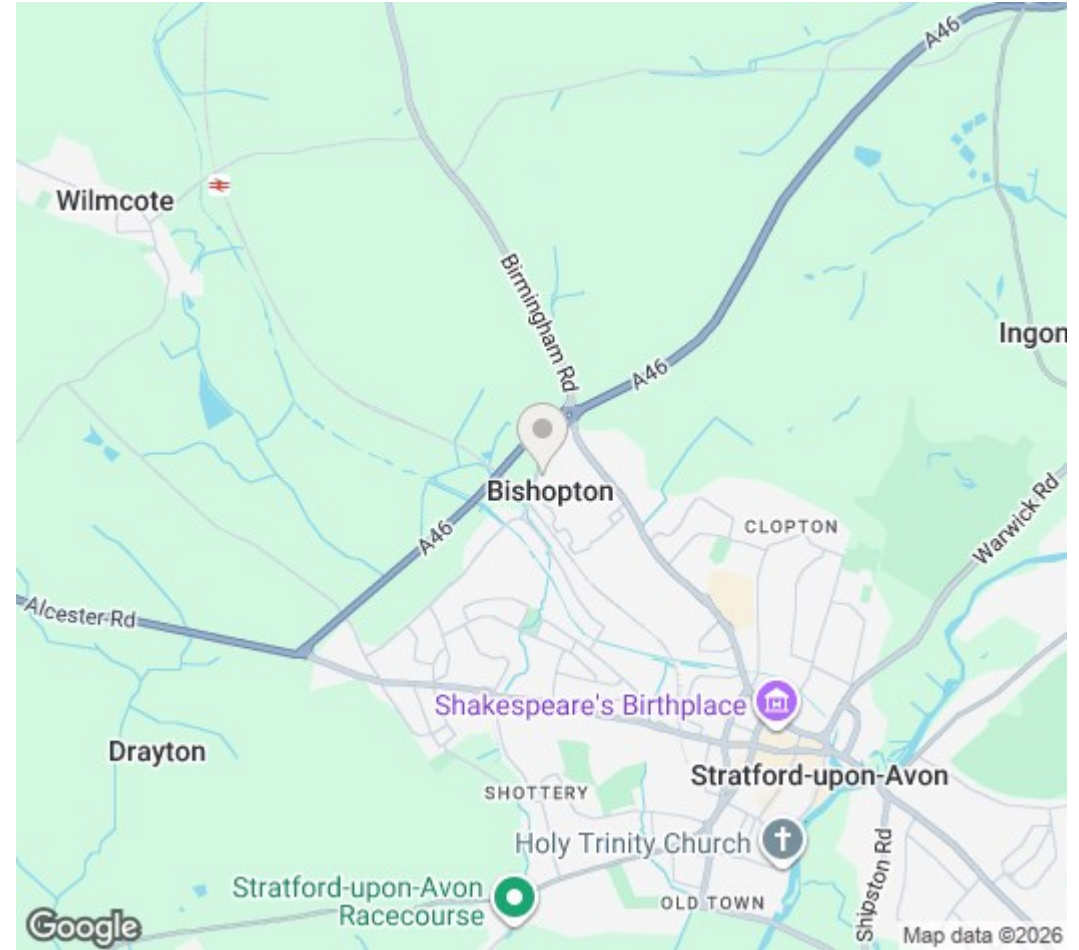 A46
Wilmcote
Birmingham Rd
Ingon
A46
Bishopton
A46
CLOPTON
Warwick Rd
Alcester Rd
Shakespeare's Birthplace
Drayton
Stratford-upon-Avon
SHOTTERY
Holy Trinity Church
Stratford-upon-Avon
Racecourse
OLD TOWN
Shipston Rd
Google
Map data ©2026